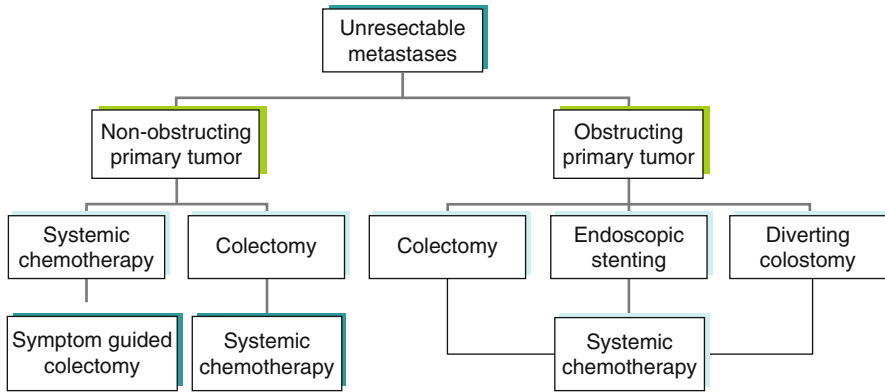 Unresectable
metastases
Non-obstructing
primary tumor
Obstructing
primary tumor
Systemic
chemotherapy
Colectomy
Colectomy
Endoscopic
stenting
Diverting
colostomy
Symptom guided
colectomy
Systemic
chemotherapy
Systemic
chemotherapy